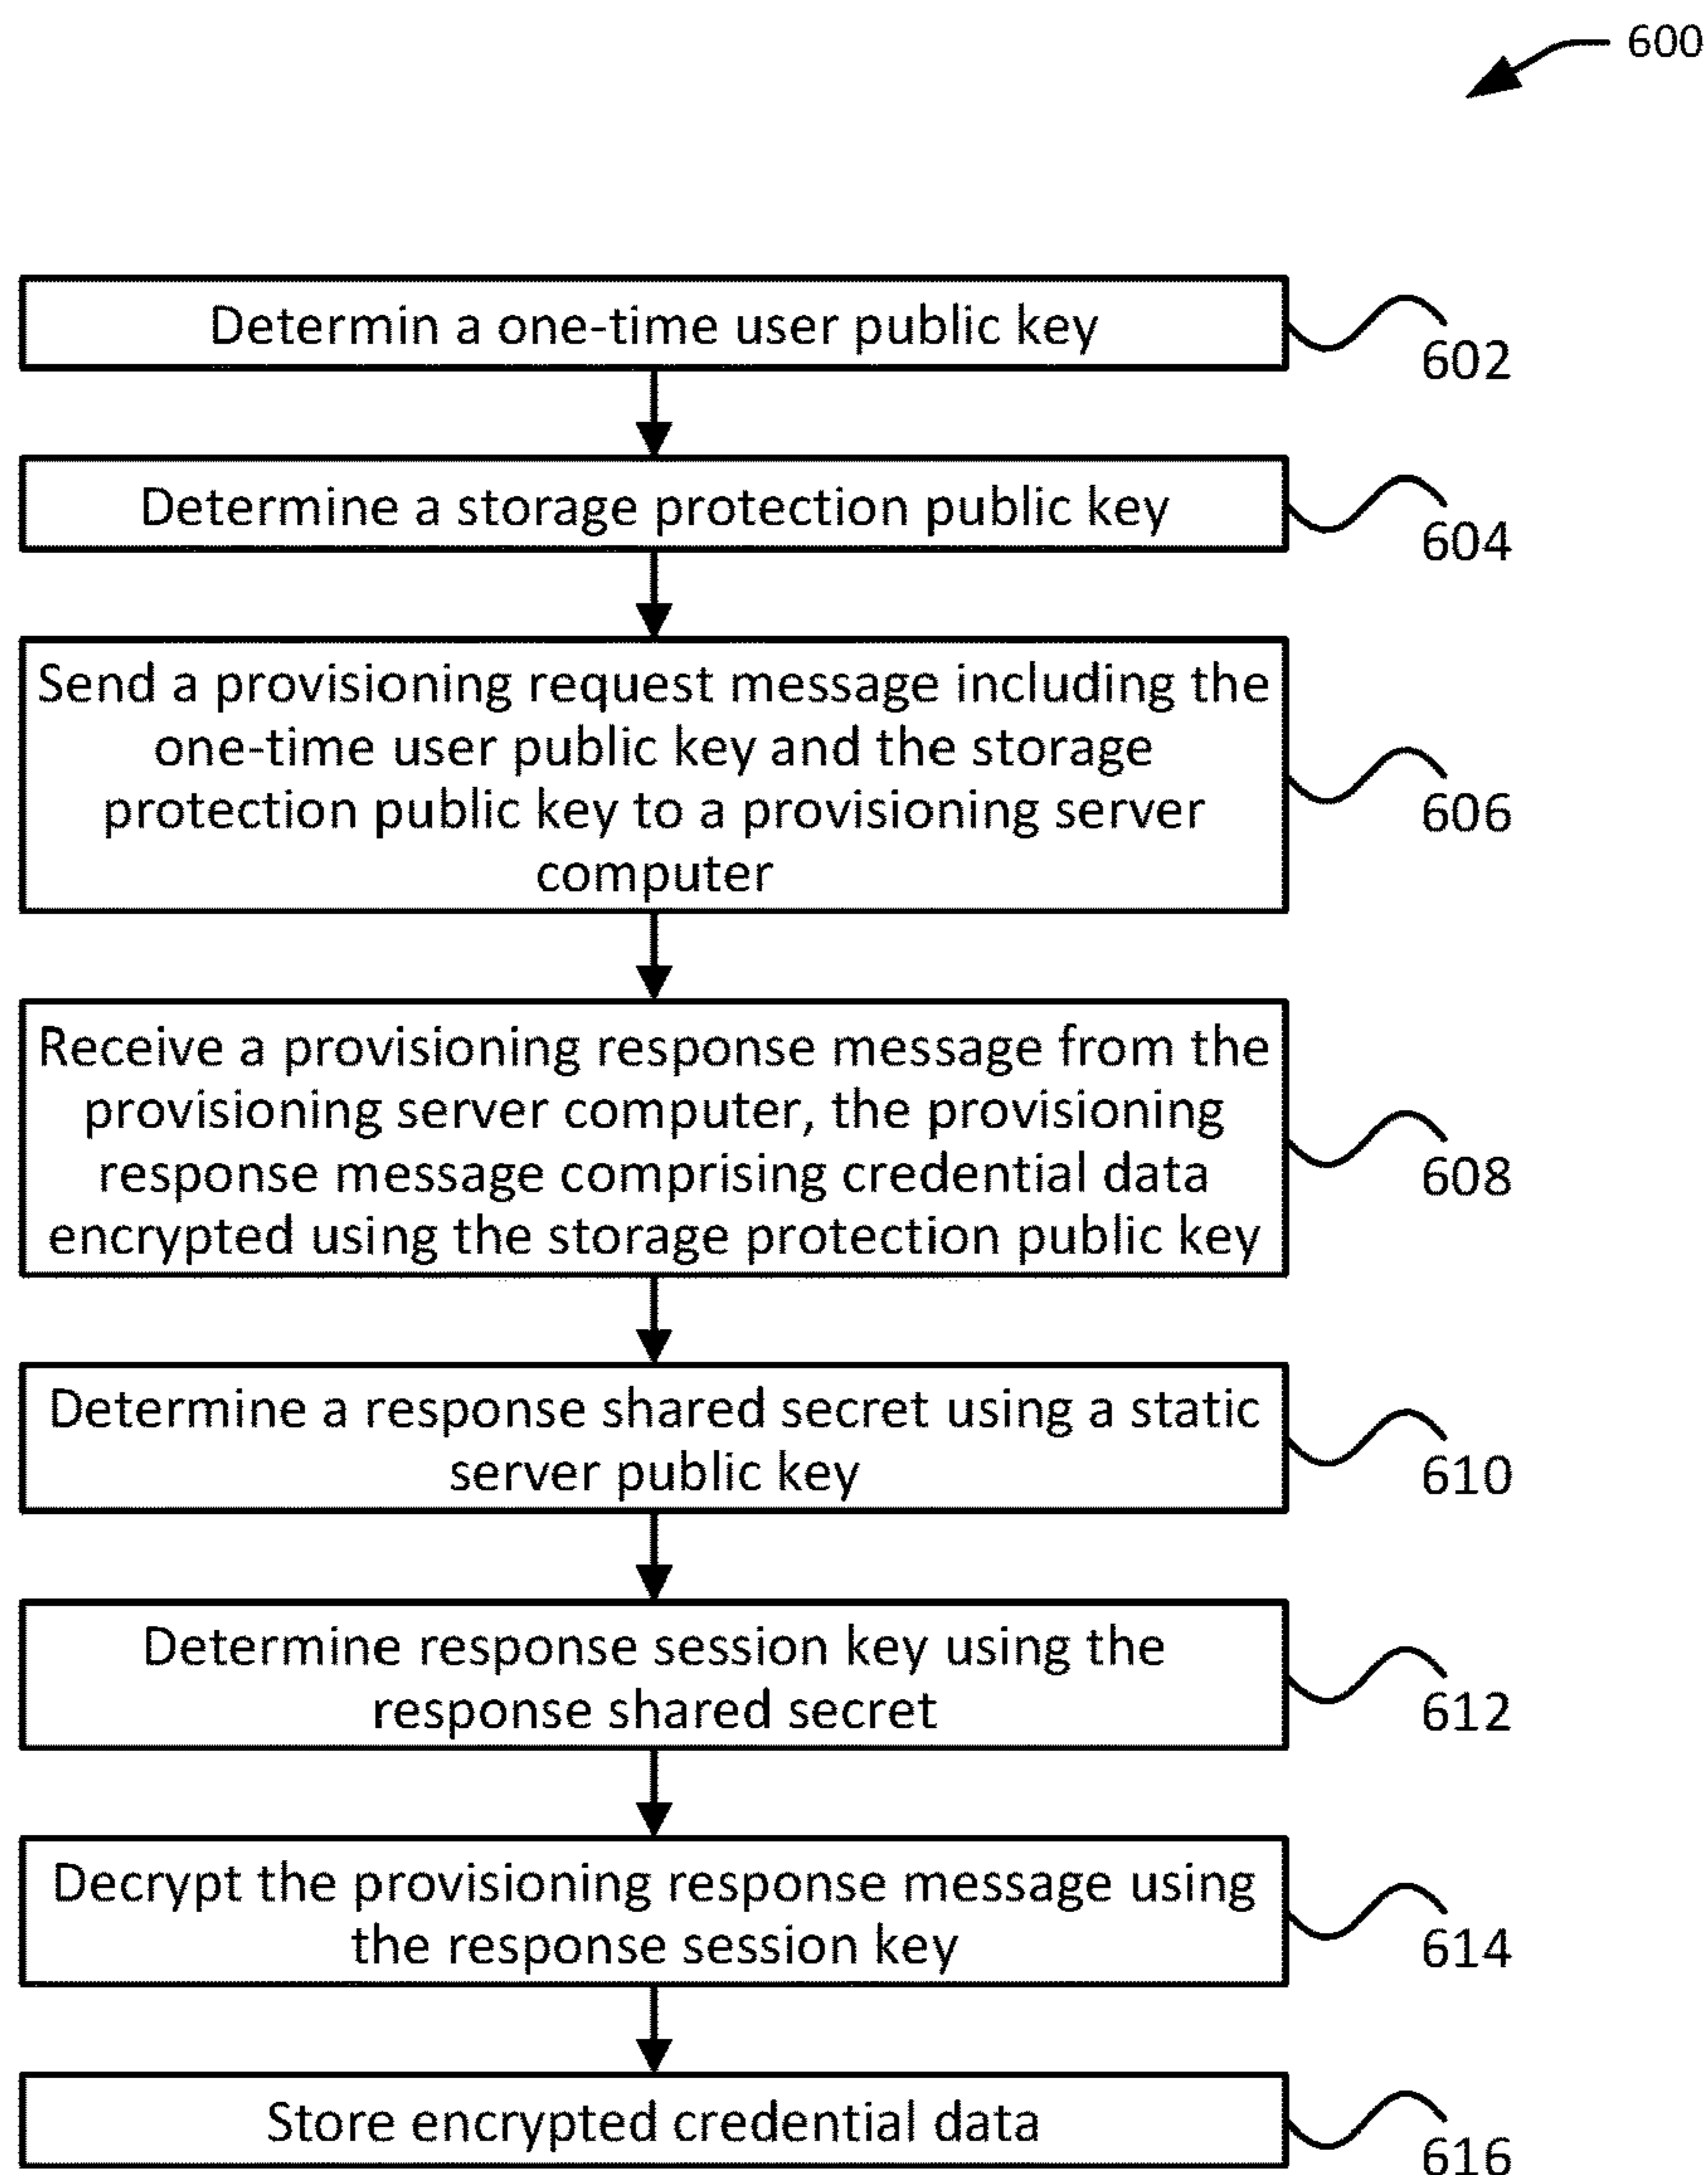 600
Determin a one-time user public key
602
Determine a storage protection public key
604
Send a provisioning request message including the
one-time user public key and the storage
protection public key to a provisioning server
computer
606
Receive a provisioning response message from the
provisioning server computer, the provisioning
response message comprising credential data
encrypted using the storage protection public key
608
Determine a response shared secret using a static
server public key
610
Determine response session key using the
response shared secret
612
Decrypt the provisioning response message using
the response session key
614
Store encrypted credential data
616